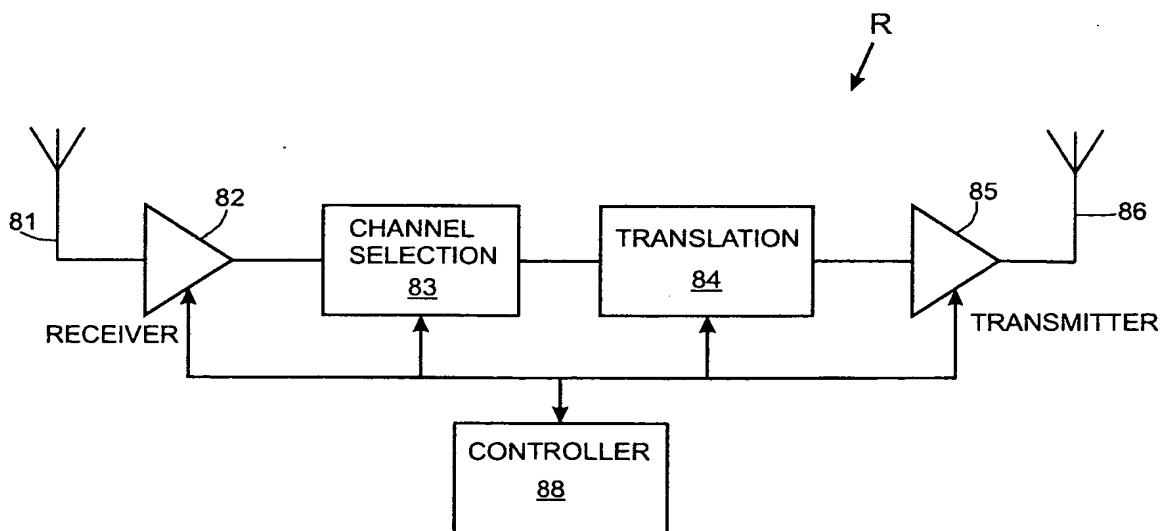 R
81
82
CHANNEL
SELECTION
83
TRANSLATION
84
85
86
RECEIVER
TRANSMITTER
CONTROLLER
88